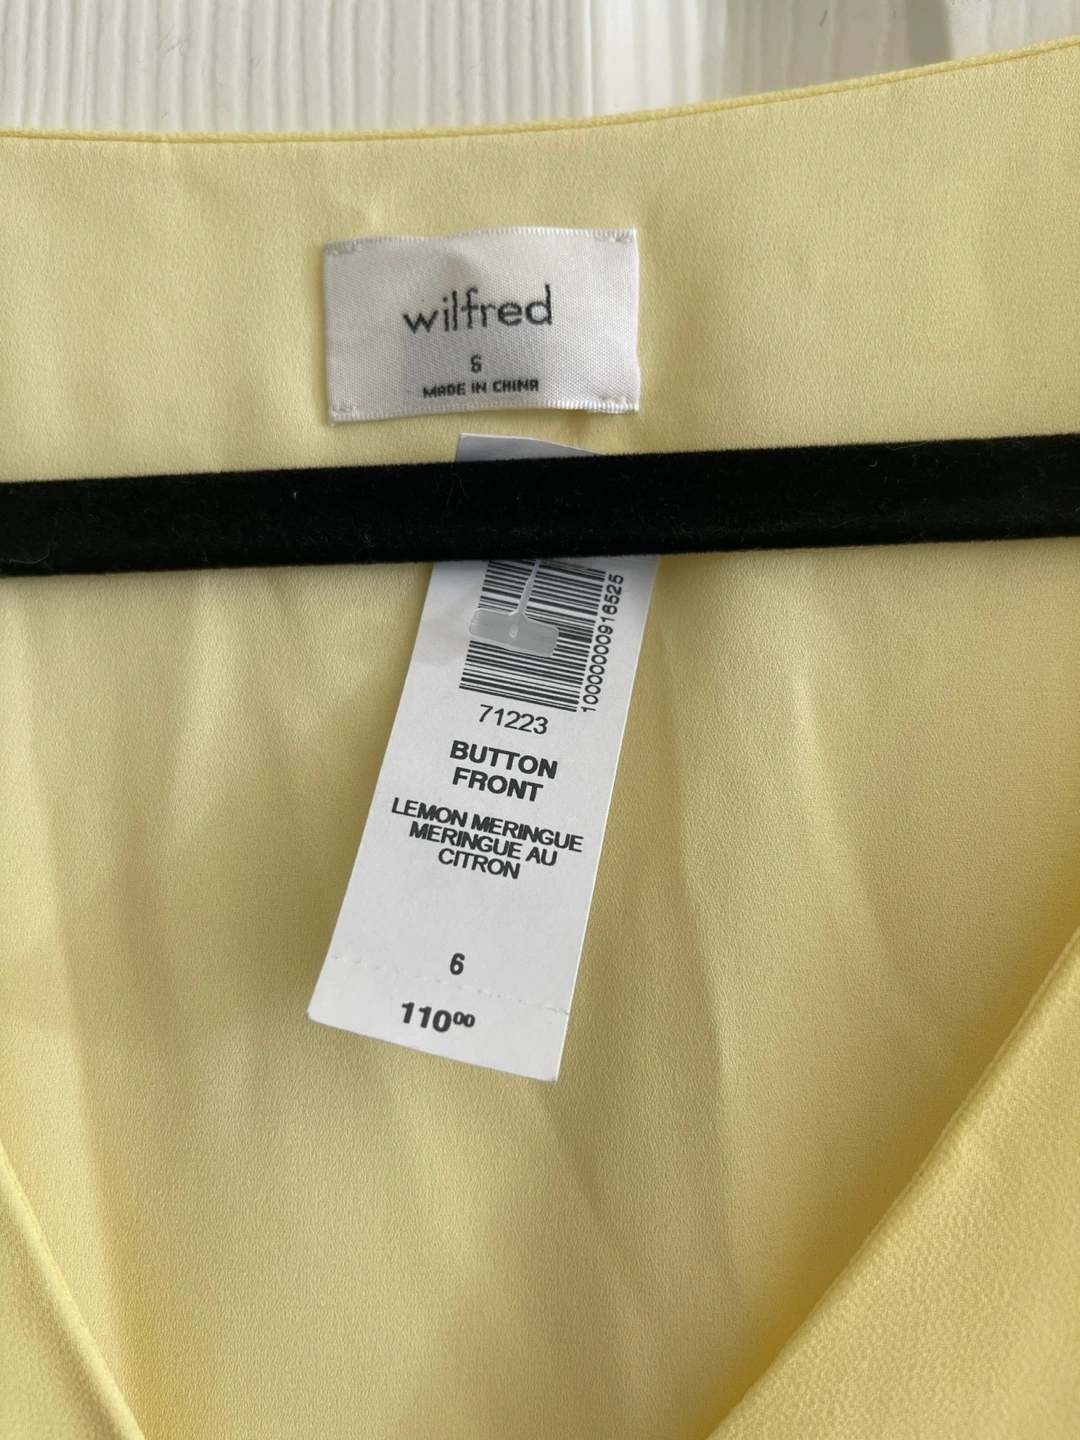 wilfred
6
MADE IN CHINA
1000000916525
71223
BUTTON
FRONT
LEMON MERINGUE
MERINGUE AU
CITRON
6
110⁰⁰